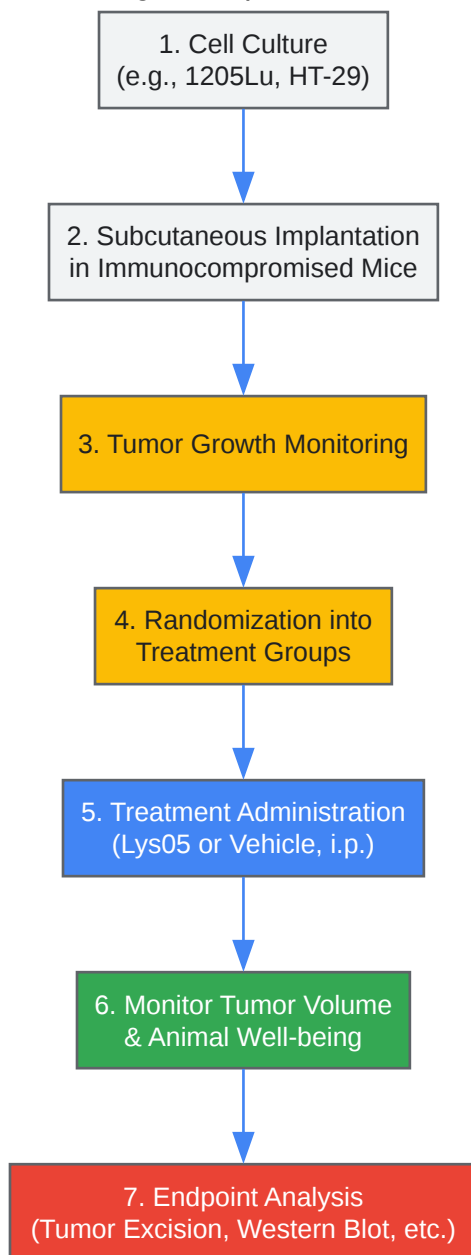 1. Cell Culture
(e.g., 1205Lu, HT-29)
2. Subcutaneous Implantation
in Immunocompromised Mice
3. Tumor Growth Monitoring
4. Randomization into
Treatment Groups
5. Treatment Administration
(Lys05 or Vehicle, i.p.)
6. Monitor Tumor Volume
& Animal Well-being
7. Endpoint Analysis
(Tumor Excision, Western Blot, etc.)